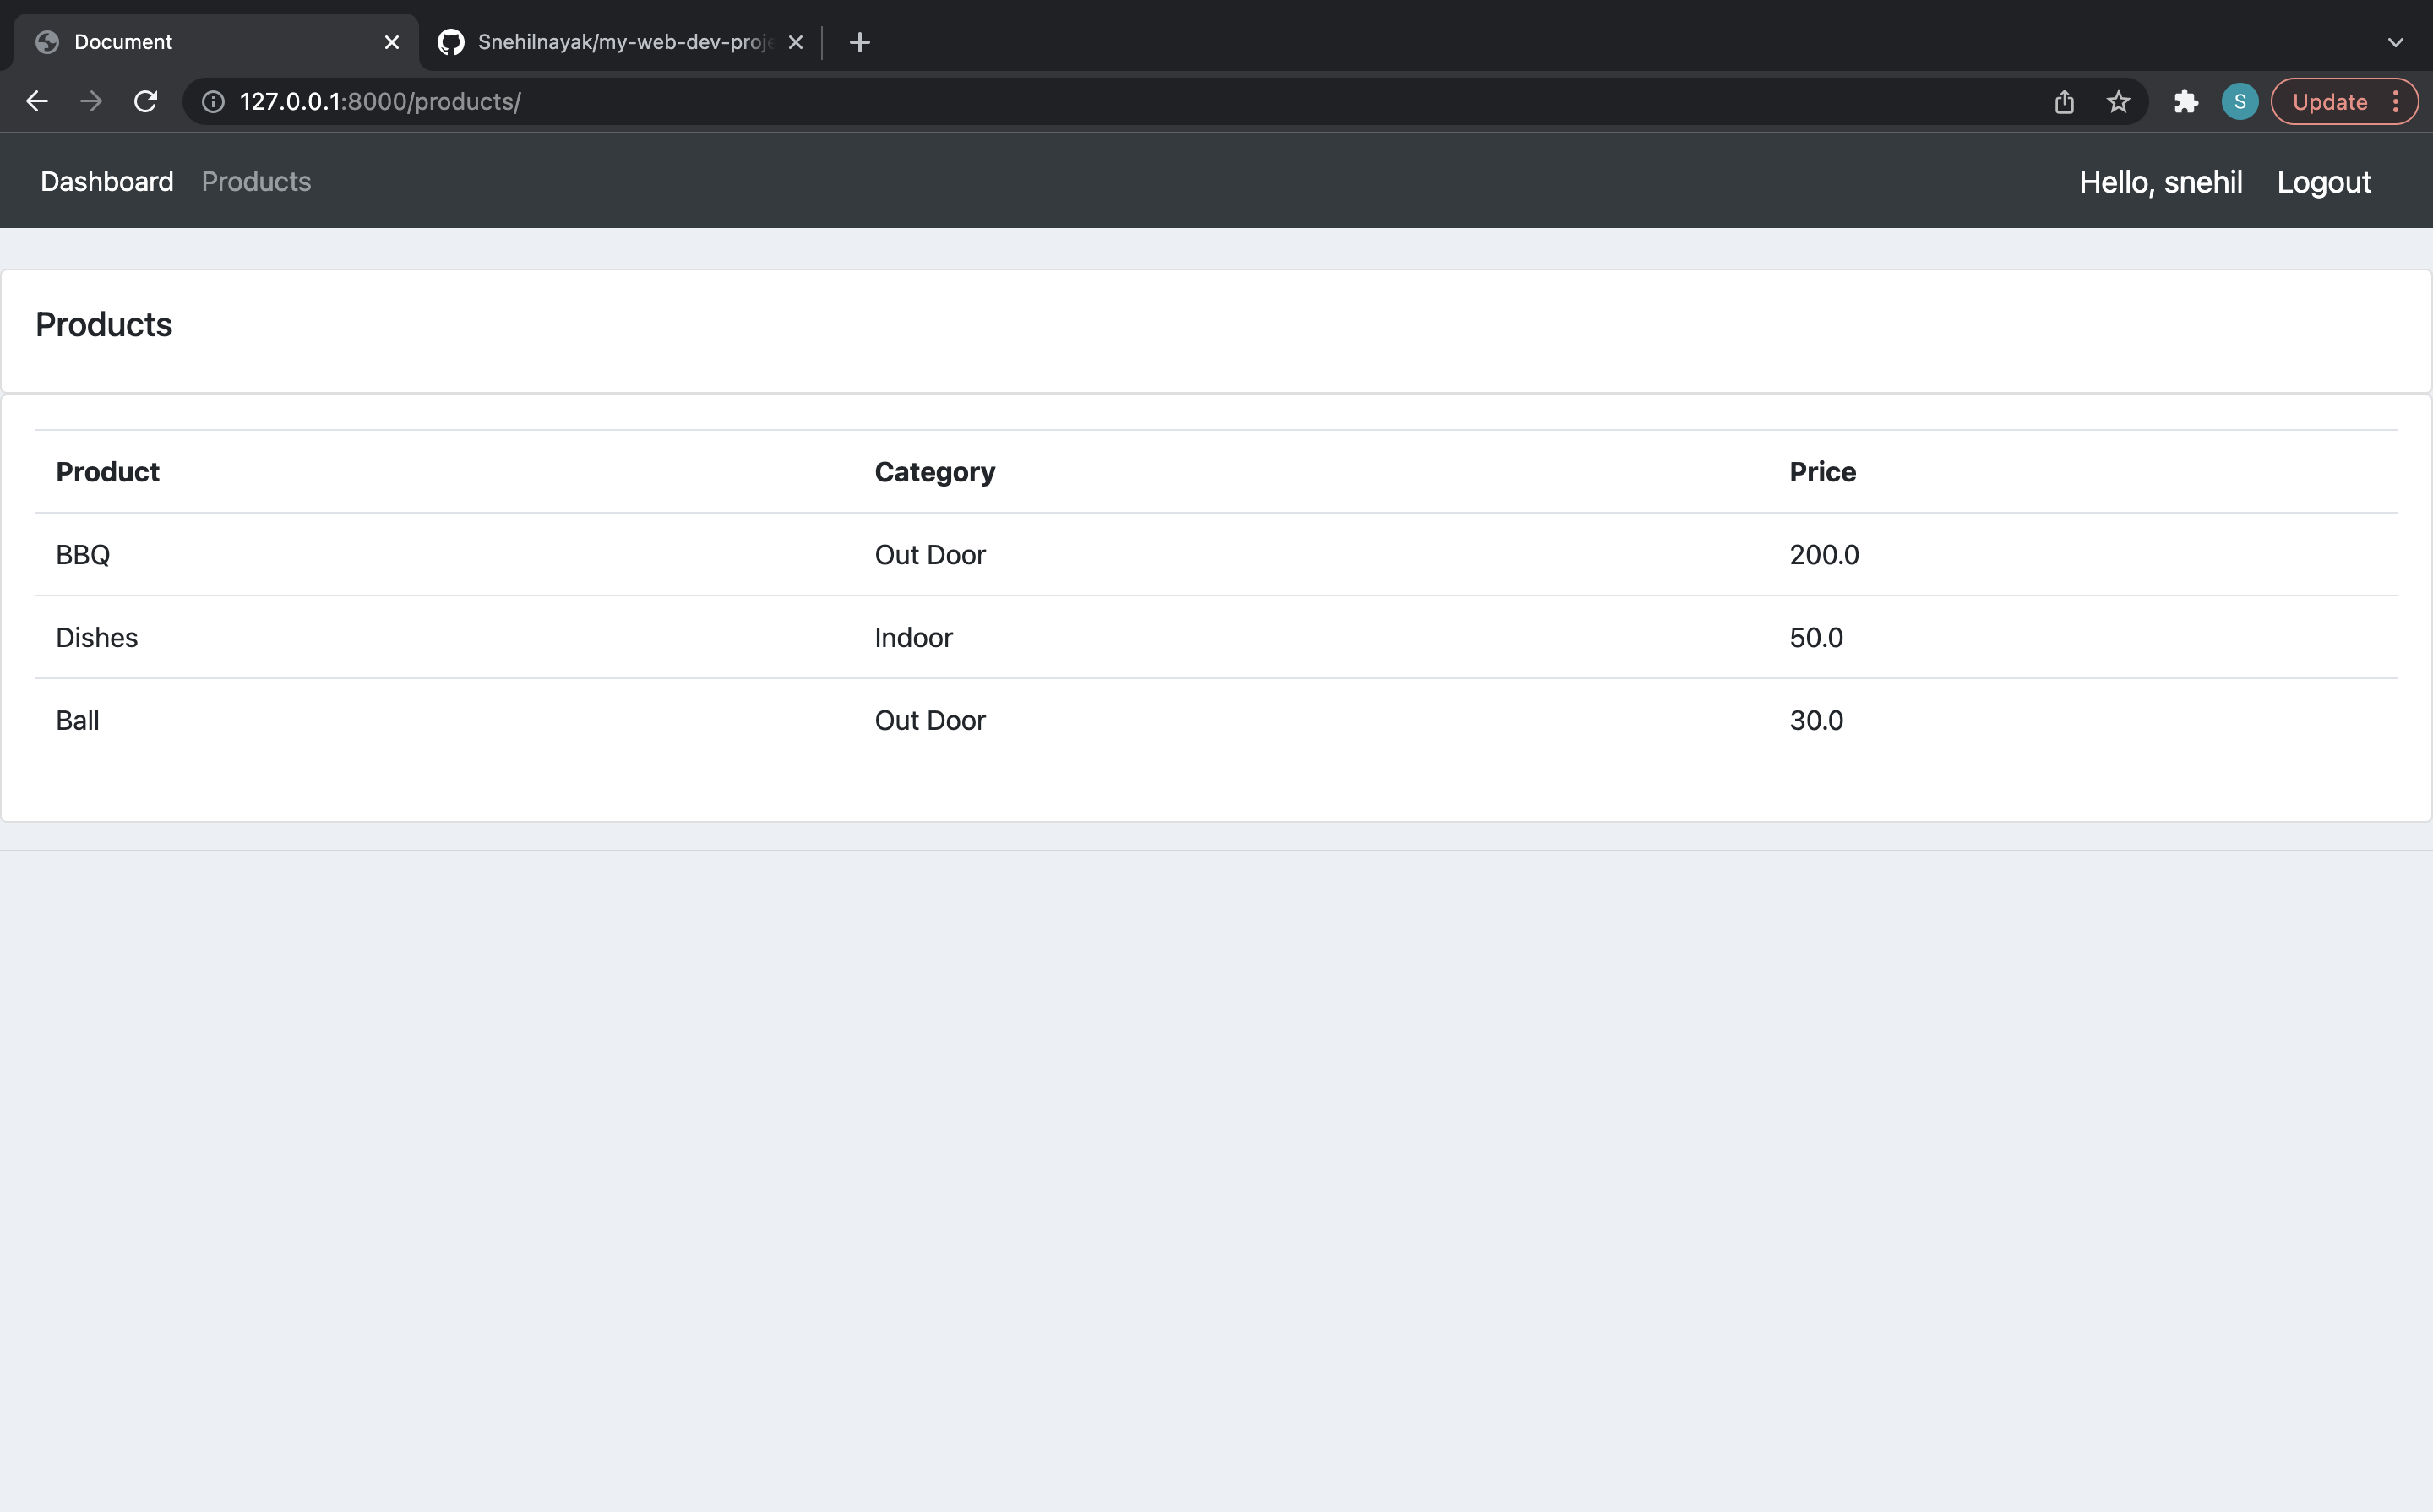 Document
Snehilnayak/my-web-dev-proj
127.0.0.1:8000/products/
S
Update
Dashboard Products Hello, snehil Logout
Products
Product Category Price
BBQ Out Door 200.0
Dishes Indoor 50.0
Ball Out Door 30.0